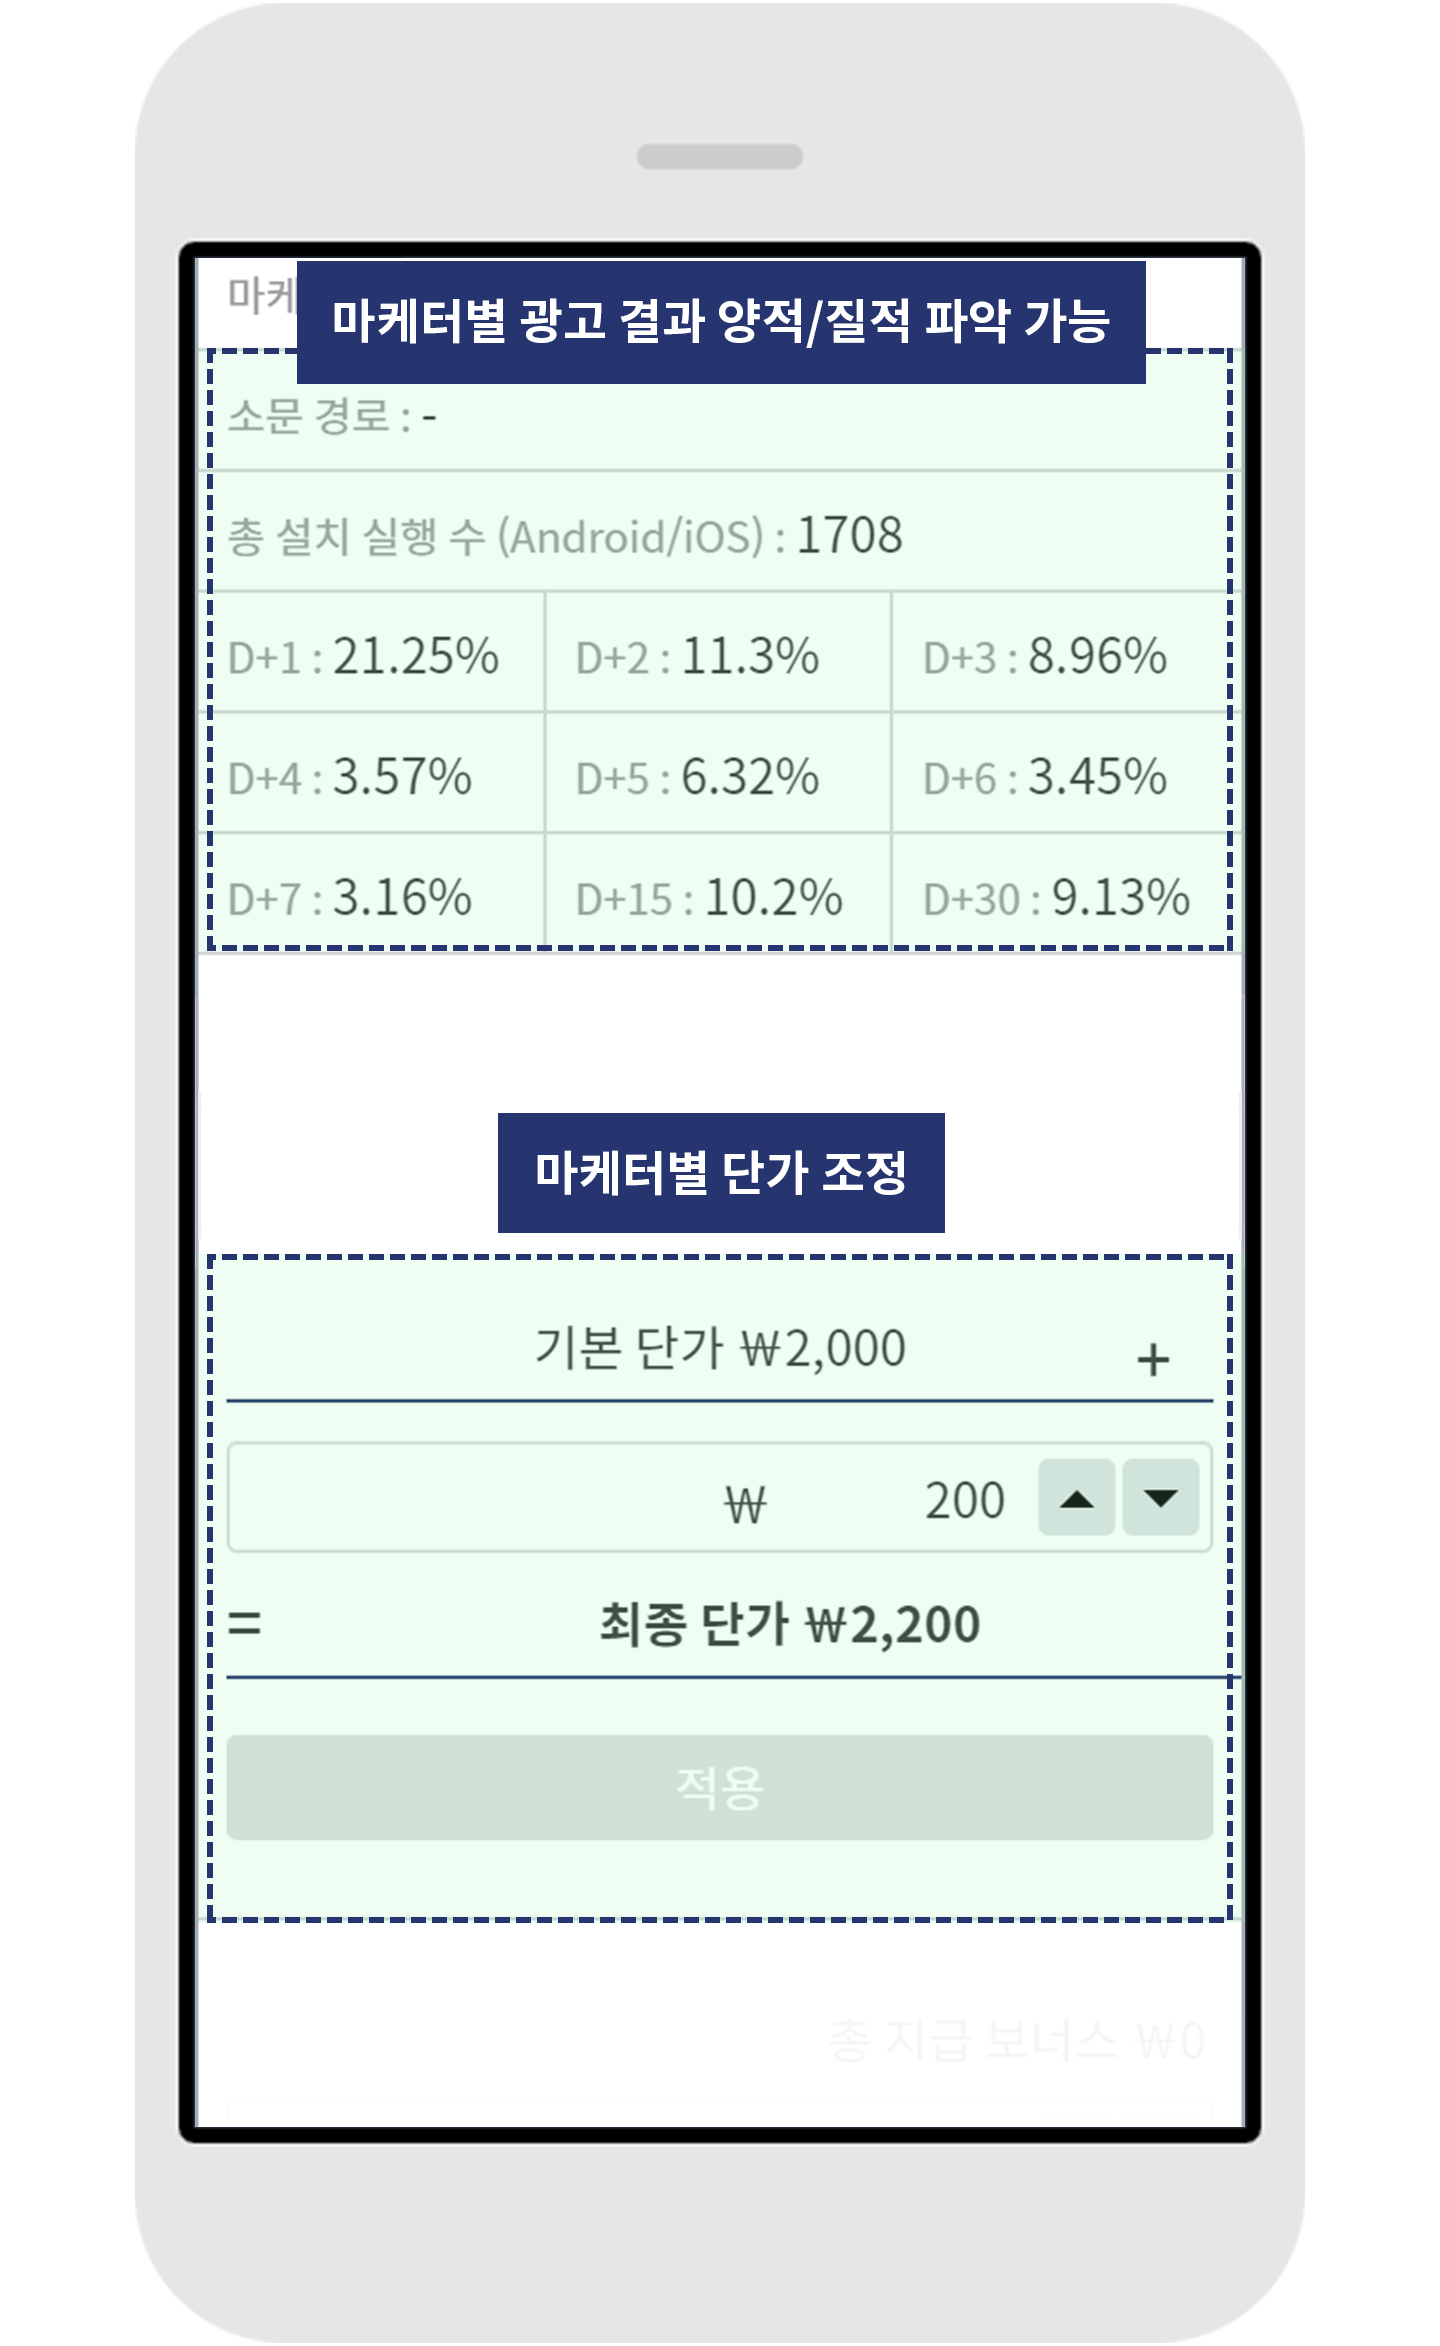 마케
마케터별 광고 결과 양적/질적 파악 가능
소문 경로 : -
총 설치 실행 수 (Android/iOS) : 1708
D+1 : 21.25% D+2 : 11.3% D+3 : 8.96%
D+4 : 3.57% D+5 : 6.32% D+6 : 3.45%
D+7 : 3.16% D+15 : 10.2% D+30 : 9.13%
마케터별 단가 조정
기본 단가 ₩2,000 +
₩ 200
= 최종 단가 ₩2,200
적용
총 지급 보너스 ₩0